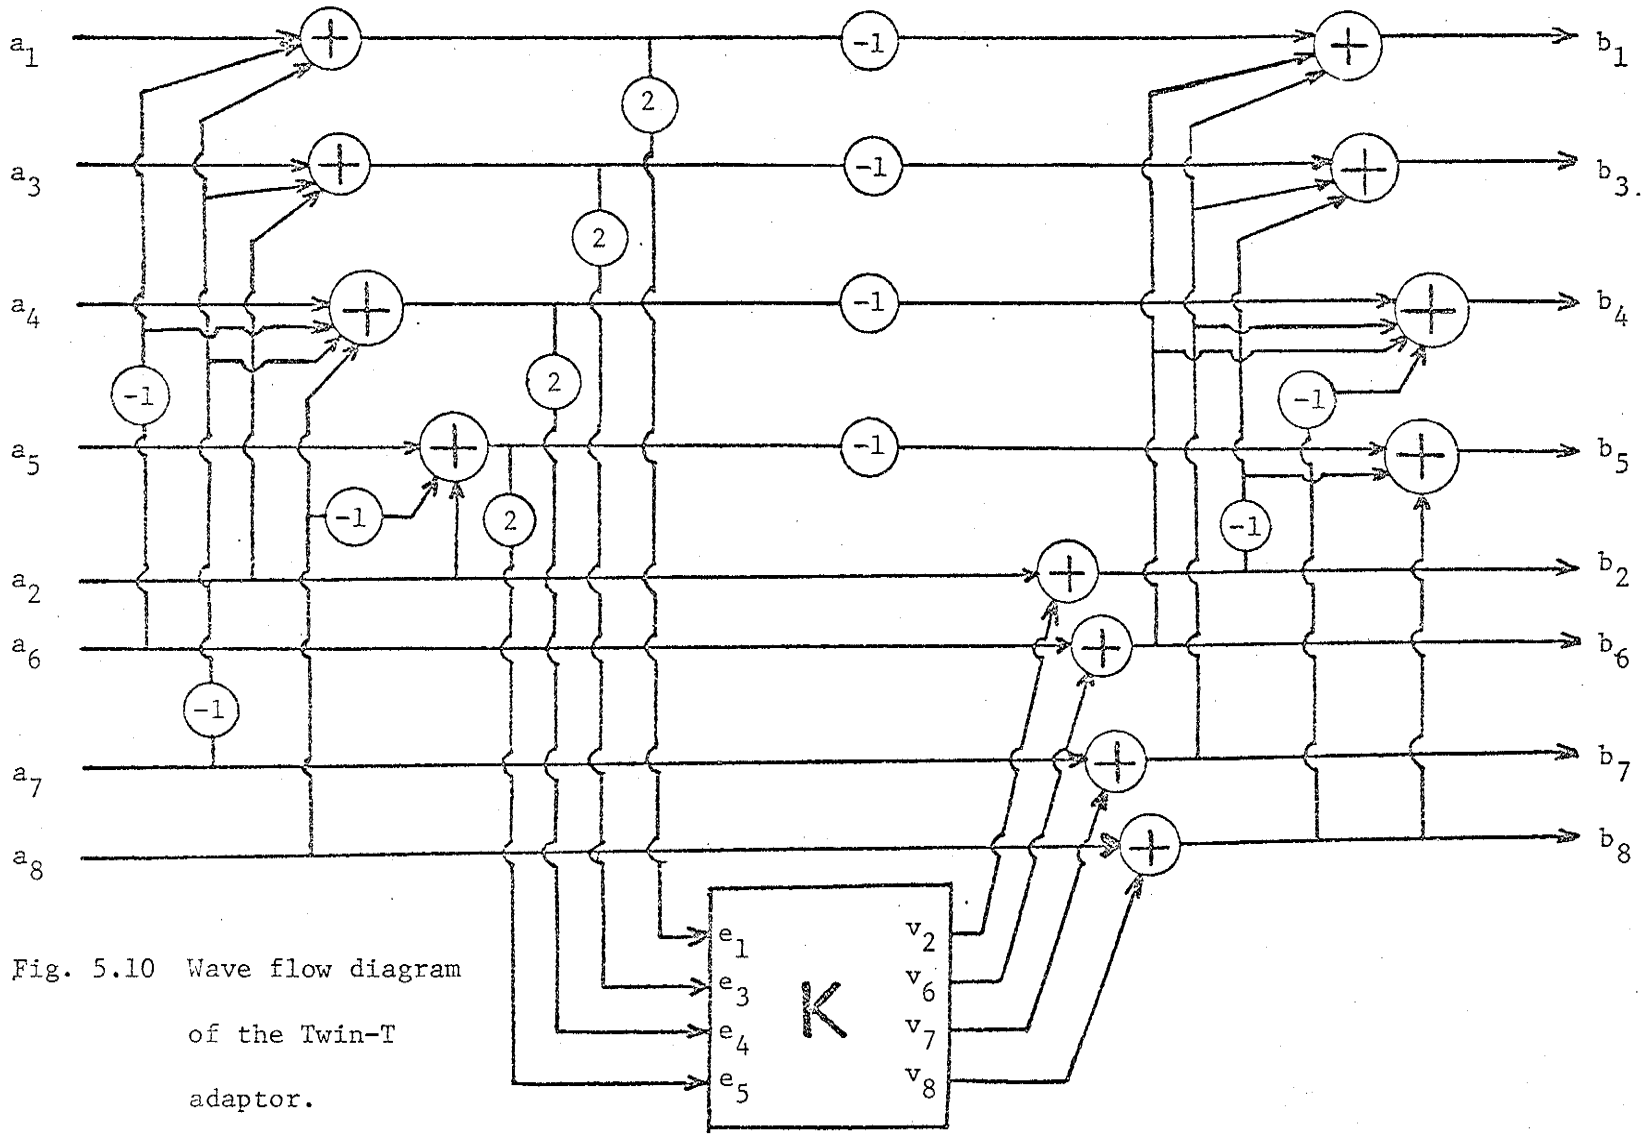 a1 + -1 + b1
2
a3 + -1 + b3.
2
a4 + -1 + b4
-1 2 -1
a5 + -1 + b5
-1 2 -1
a2 + b2
a6 + b6
-1
a7 + b7
a8 + b8
e1 v2
e3 v6
K
e4 v7
e5 v8
Fig. 5.10 Wave flow diagram
of the Twin-T
adaptor.